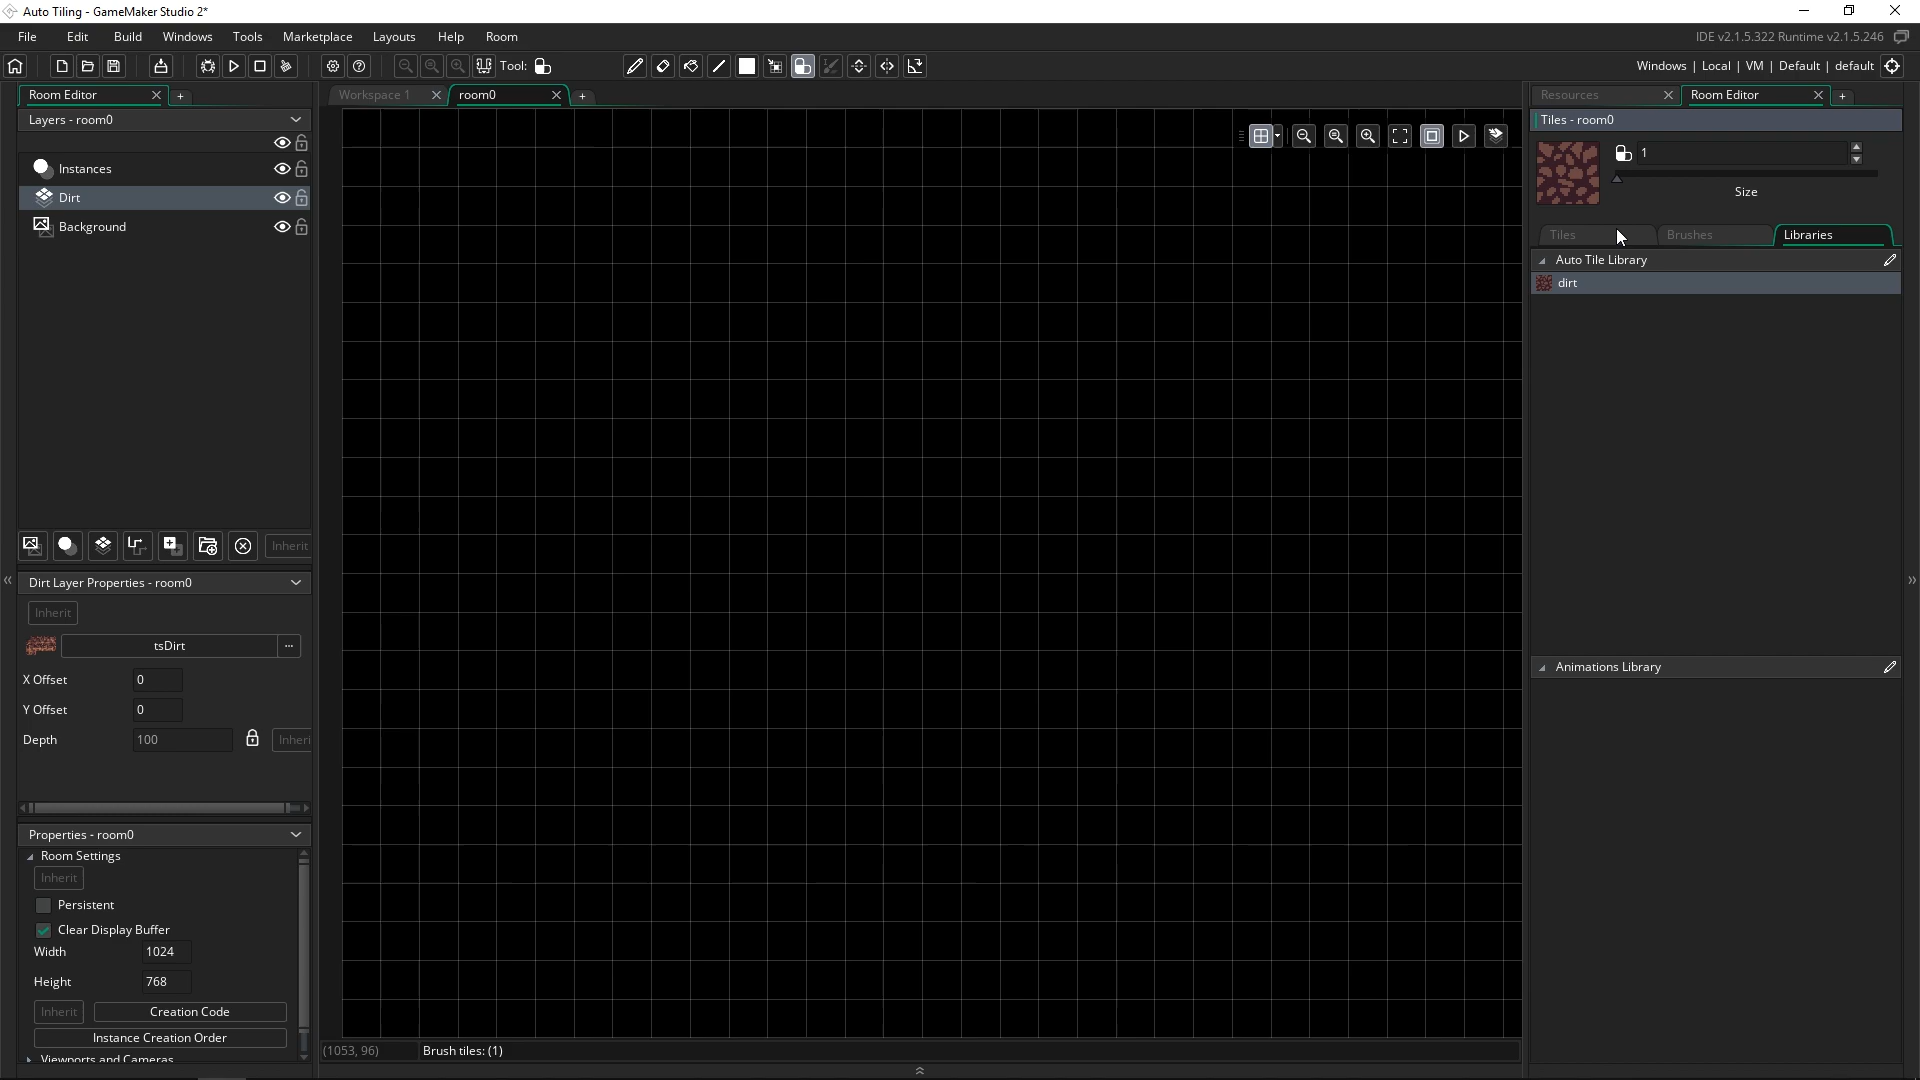 Auto Tiling - GameMaker Studio 2*
File Edit Build Windows Tools Marketplace Layouts Help Room
IDE v2.1.5.322 Runtime v2.1.5.246
Tool:
Windows | Local | VM | Default | default
Room Editor
Workspace 1
room0
Resources
Room Editor
Layers - room0
Instances
Dirt
Background
Inherit
Dirt Layer Properties - room0
Inherit
tsDirt
X Offset 0
Y Offset 0
Depth 100
Inheri
Properties - room0
Room Settings
Inherit
Persistent
Clear Display Buffer
Width 1024
Height 768
Inherit Creation Code
Instance Creation Order
Viewports and Cameras
(1053, 96)
Brush tiles: (1)
Tiles - room0
1
Size
Tiles
Brushes
Libraries
Auto Tile Library
dirt
Animations Library